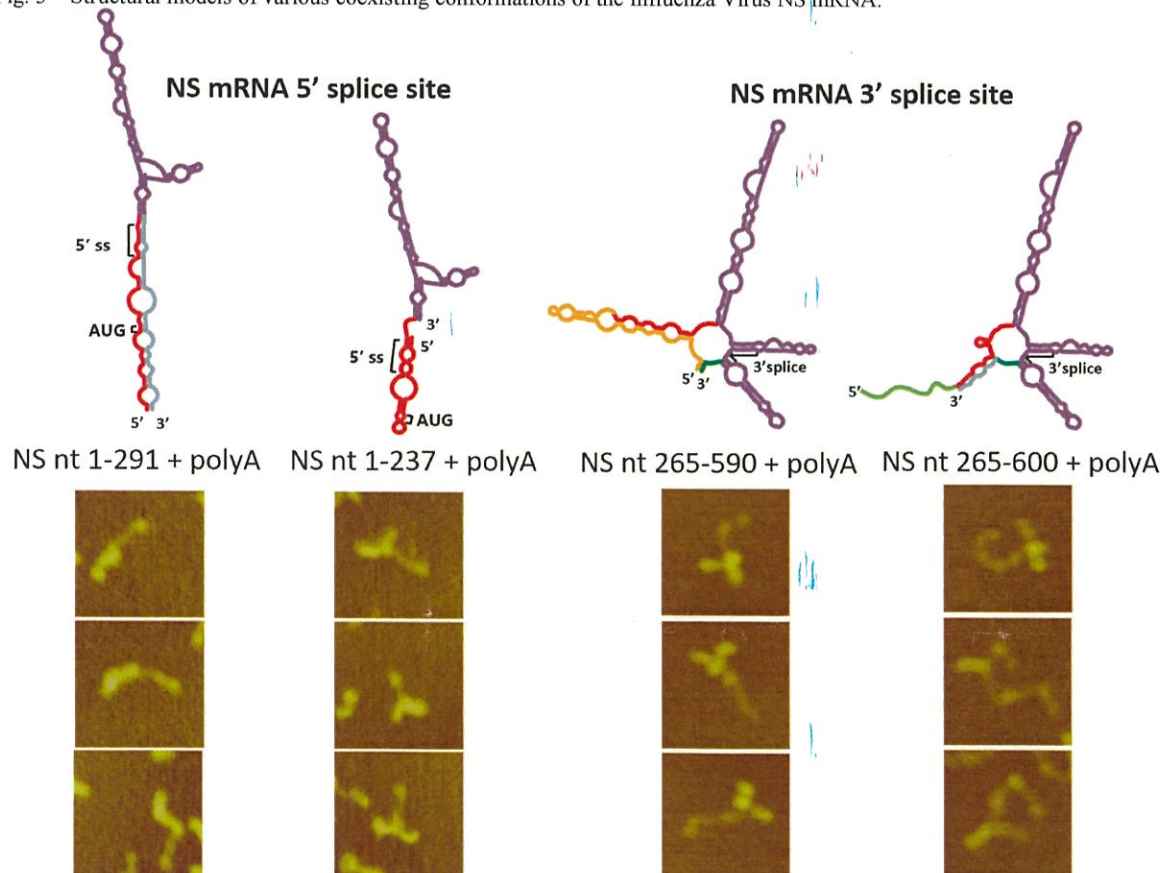 Fig. 3 Structural models of various coexisting conformations of the Influenza Virus NS mRNA.
NS mRNA 5' splice site
NS mRNA 3' splice site
5' ss
AUG
5' 3'
3'
5'
5' ss
AUG
3'splice
5' 3'
3'splice
5'
3'
NS nt 1-291 + polyA
NS nt 1-237 + polyA
NS nt 265-590 + polyA
NS nt 265-600 + polyA